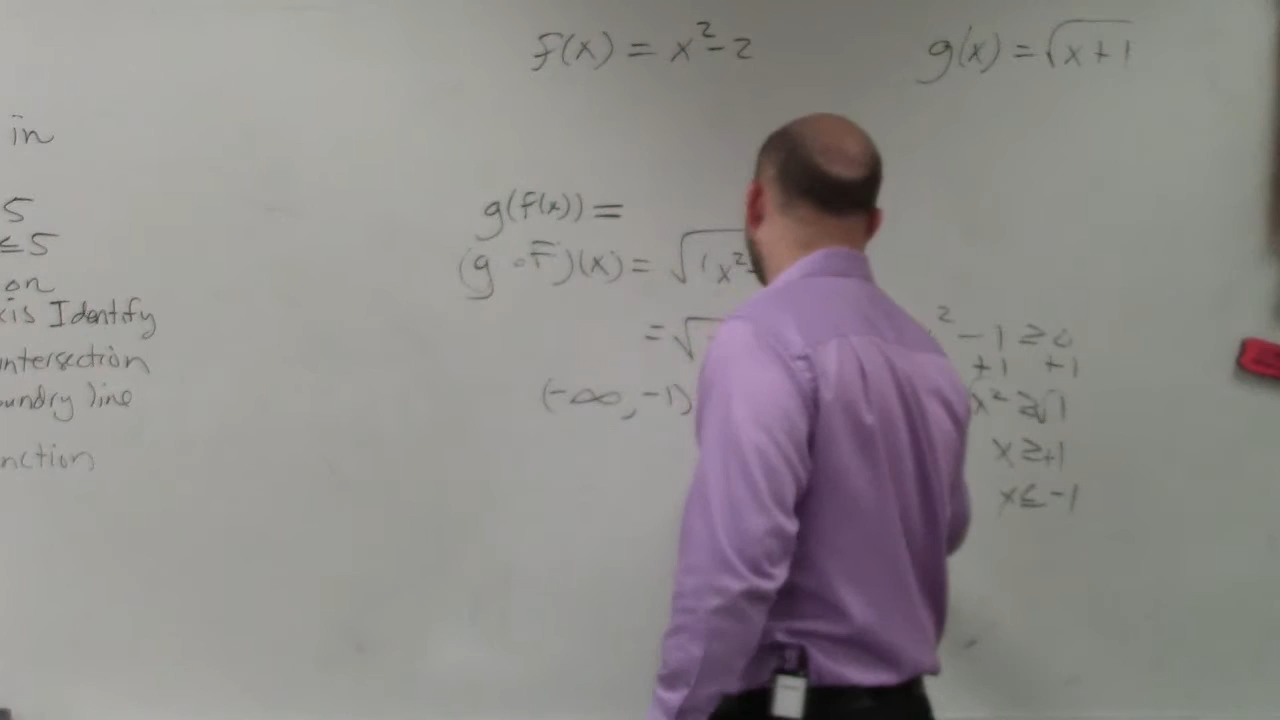 f(x) = x²-2
g(x) = √x+1
in
5
≤5
on
xis Identify
ntersection
undry line
nction
g(f(x)) =
(g ∘ F)(x) = √(x²
= √
(-∞, -1)
² - 1 ≥ 0
+1 +1
x² ≥ √1
x ≥ +1
x ≤ -1